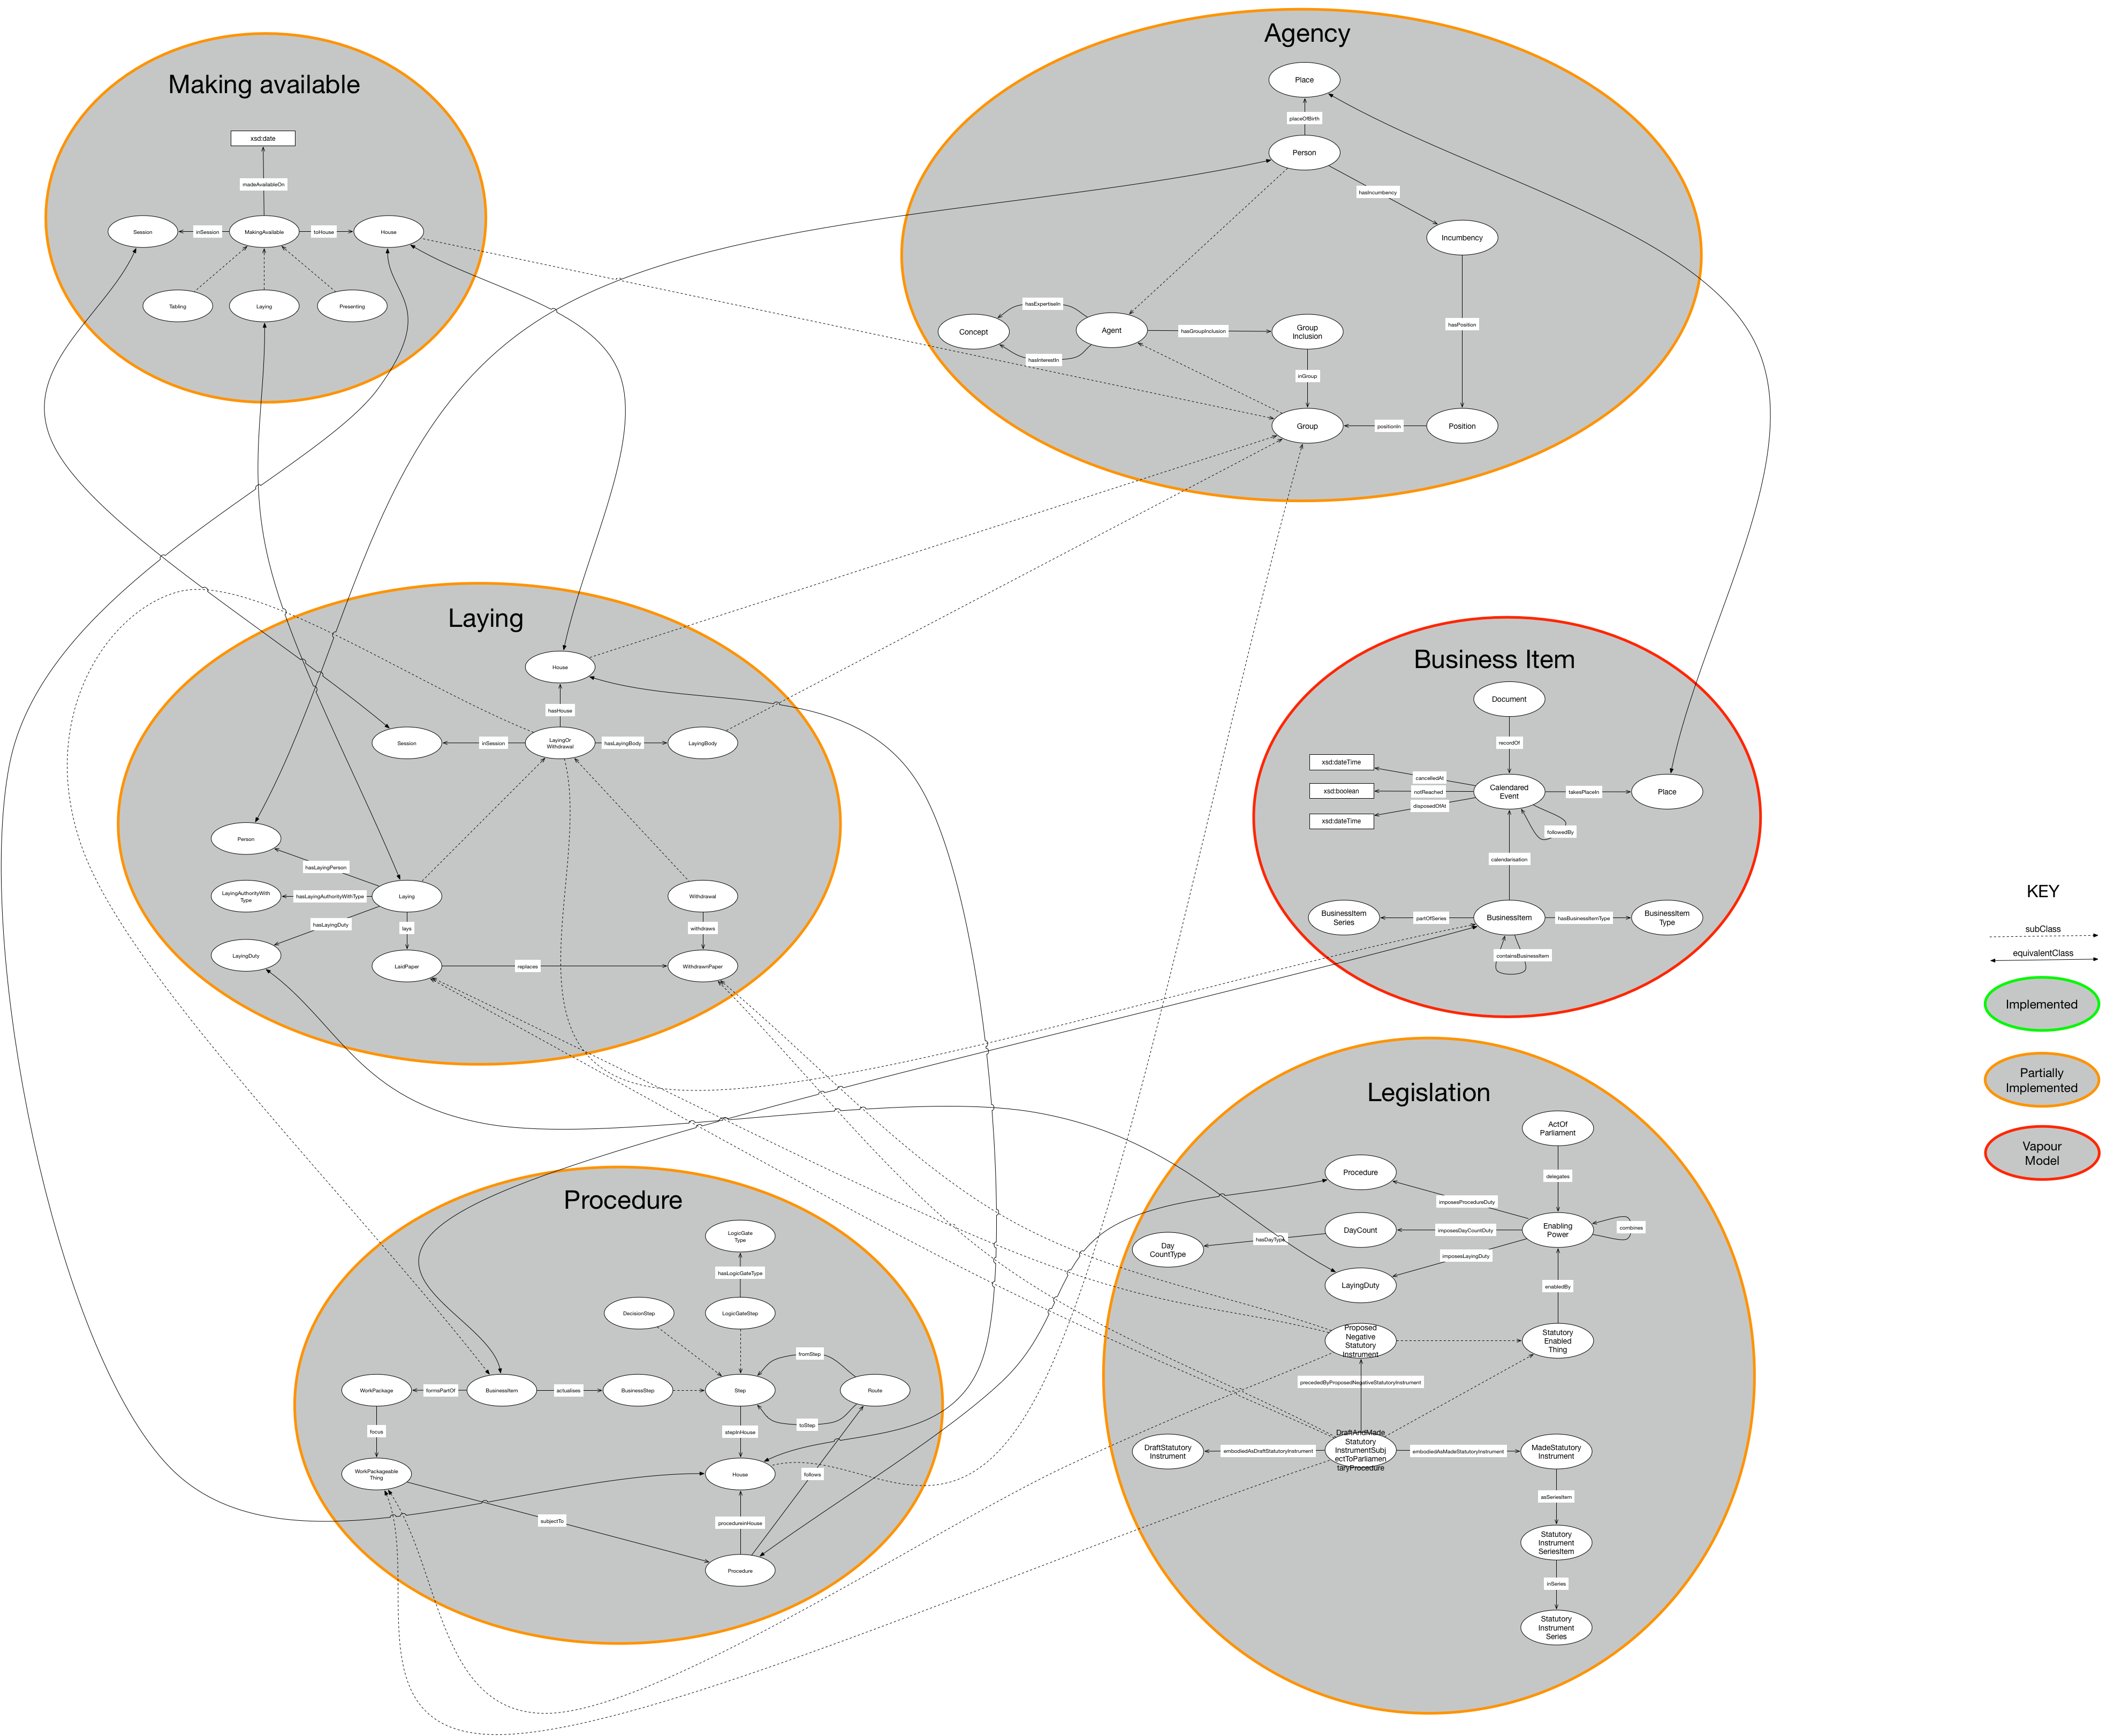 Making available
xsd:date
madeAvailableOn
Session
inSession
MakingAvailable
toHouse
House
Tabling
Laying
Presenting
Agency
Place
placeOfBirth
Person
hasIncumbency
Incumbency
hasExpertiseIn
Concept
Agent
hasGroupInclusion
Group
Inclusion
hasPosition
hasInterestIn
inGroup
Group
positionIn
Position
Laying
House
hasHouse
Session
inSession
LayingOr
Withdrawal
hasLayingBody
LayingBody
Person
hasLayingPerson
LayingAuthorityWith
Type
hasLayingAuthorityWithType
Laying
Withdrawal
hasLayingDuty
lays
withdraws
LayingDuty
LaidPaper
replaces
WithdrawnPaper
Business Item
Document
recordOf
xsd:dateTime
cancelledAt
xsd:boolean
notReached
Calendared
Event
takesPlaceIn
Place
disposedOfAt
xsd:dateTime
followedBy
calendarisation
BusinessItem
Series
partOfSeries
BusinessItem
hasBusinessItemType
BusinessItem
Type
containsBusinessItem
KEY
subClass
equivalentClass
Implemented
Partially
Implemented
Vapour
Model
Procedure
LogicGate
Type
hasLogicGateType
DecisionStep
LogicGateStep
fromStep
WorkPackage
formsPartOf
BusinessItem
actualises
BusinessStep
Step
Route
toStep
focus
stepInHouse
WorkPackageable
Thing
House
follows
subjectTo
procedureinHouse
Procedure
Legislation
ActOf
Parliament
Procedure
delegates
imposesProcedureDuty
DayCount
imposesDayCountDuty
Enabling
Power
combines
Day
CountType
hasDayType
imposesLayingDuty
LayingDuty
enabledBy
Proposed
Negative
Statutory
Instrument
Statutory
Enabled
Thing
precededByProposedNegativeStatutoryInstrument
DraftStatutory
Instrument
embodiedAsDraftStatutoryInstrument
DraftAndMade
Statutory
InstrumentSubj
ectToParliamen
taryProcedure
embodiedAsMadeStatutoryInstrument
MadeStatutory
Instrument
asSeriesItem
Statutory
Instrument
SeriesItem
inSeries
Statutory
Instrument
Series